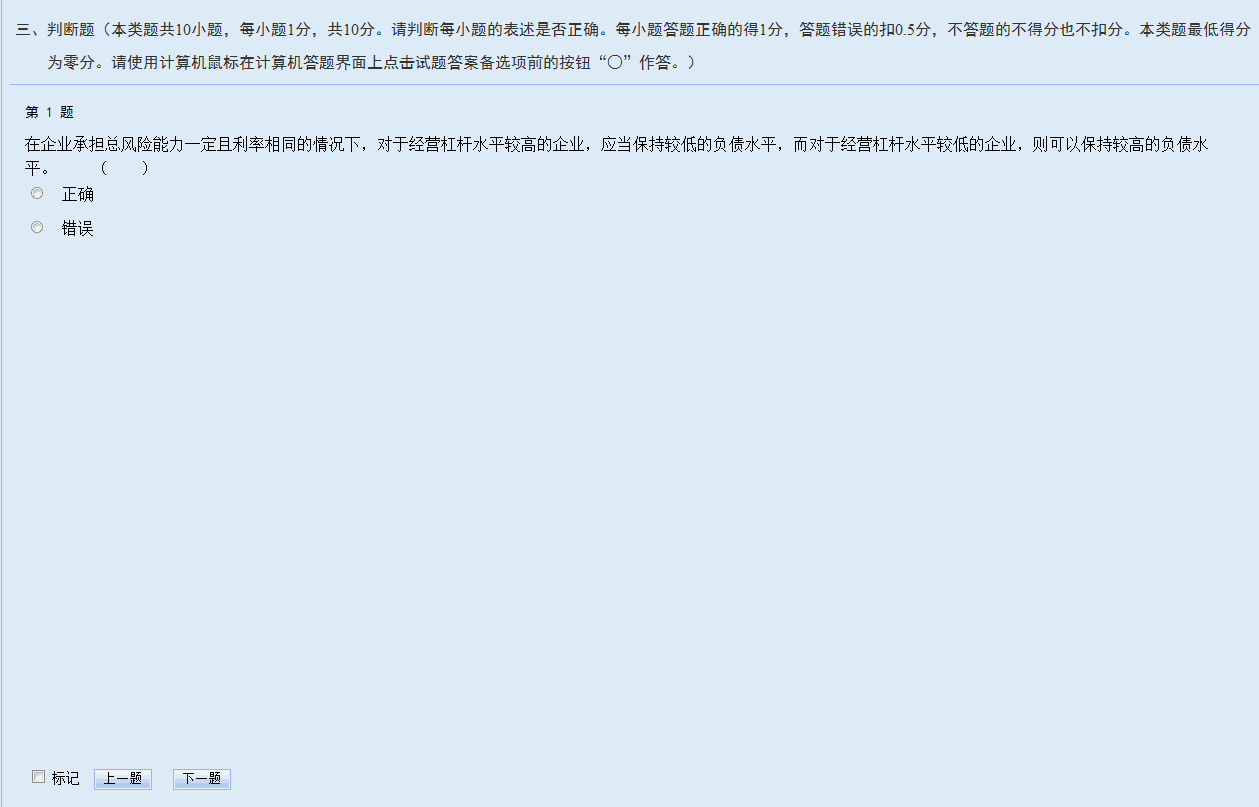 三、判断题（本类题共10小题，每小题1分，共10分。请判断每小题的表述是否正确。每小题答题正确的得1分，答题错误的扣0.5分，不答题的不得分也不扣分。本类题最低得分
为零分。请使用计算机鼠标在计算机答题界面上点击试题答案备选项前的按钮“〇”作答。）
第 1 题
在企业承担总风险能力一定且利率相同的情况下，对于经营杠杆水平较高的企业，应当保持较低的负债水平，而对于经营杠杆水平较低的企业，则可以保持较高的负债水
平。 （ ）
正确
错误
标记 上一题 下一题